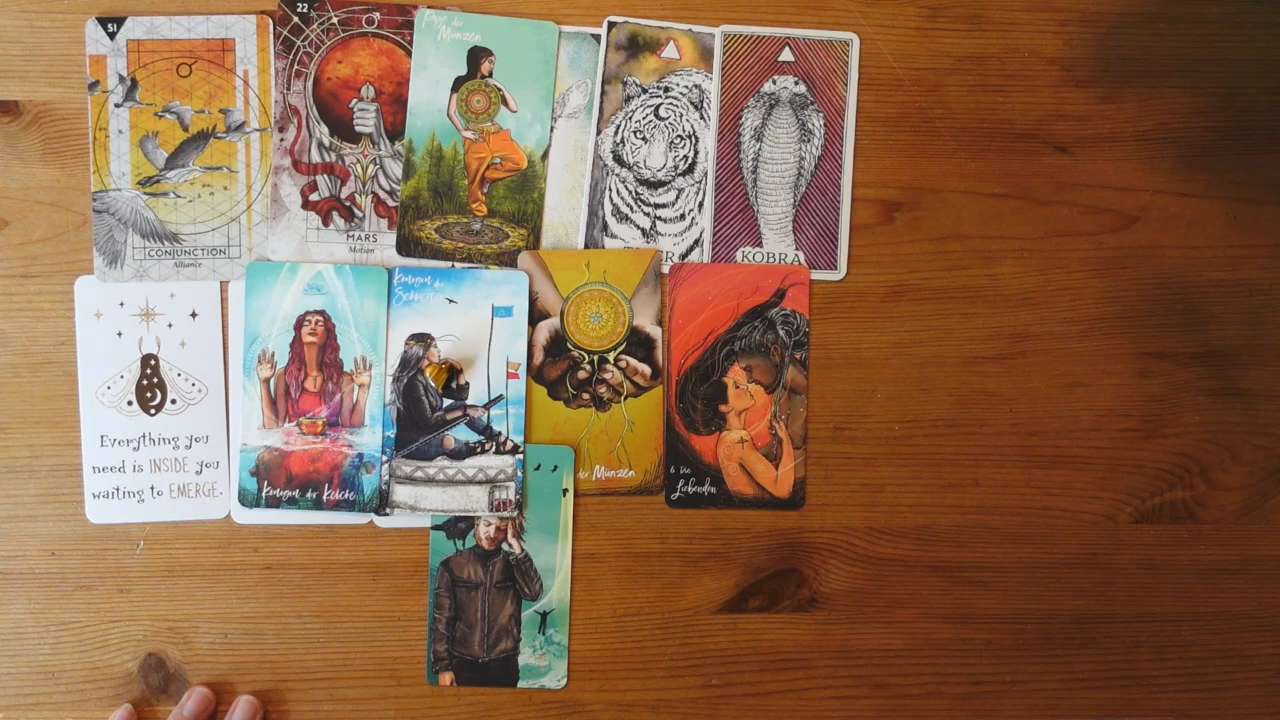 51
CONJUNCTION
Alliance
22
MARS
Motion
Page der
Münzen
ER
KOBRA
Everything you
need is INSIDE you
waiting to EMERGE.
Königin der Kelche
Königin der
Schwerter
der Münzen
6. Die
Liebenden